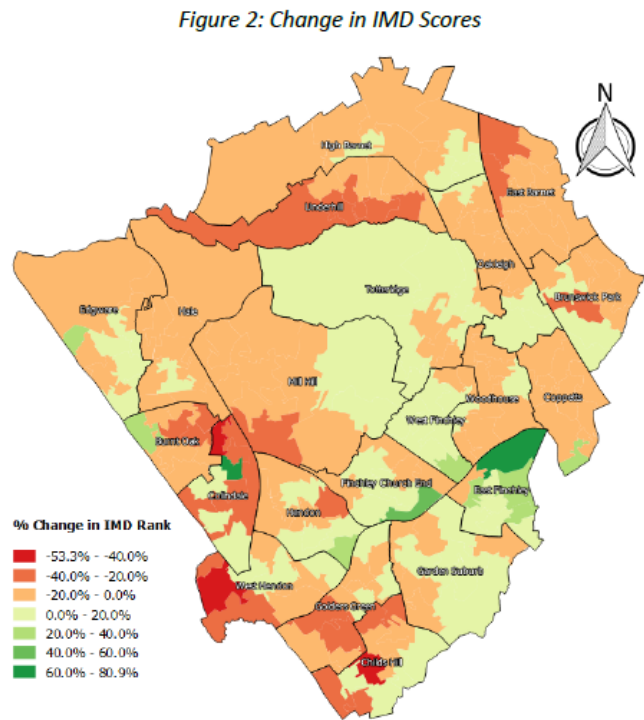 Figure 2: Change in IMD Scores
N
High Barnet
East Barnet
Underhill
Oakleigh
Totteridge
Brunswick Park
Edgware
Hale
Mill Hill
Woodhouse
Coppetts
West Finchley
Burnt Oak
Finchley Church End
East Finchley
Colindale
Hendon
% Change in IMD Rank
-53.3% - -40.0%
-40.0% - -20.0%
-20.0% - 0.0%
0.0% - 20.0%
20.0% - 40.0%
40.0% - 60.0%
60.0% - 80.9%
West Hendon
Garden Suburb
Golders Green
Childs Hill